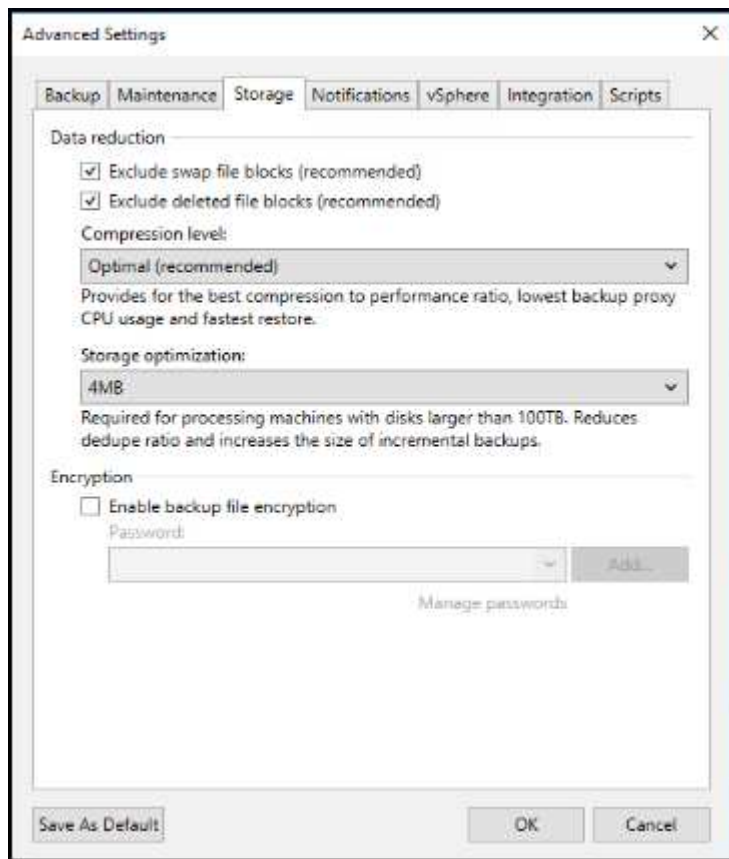 Advanced Settings
Backup Maintenance Storage Notifications vSphere Integration Scripts
Data reduction
Exclude swap file blocks (recommended)
Exclude deleted file blocks (recommended)
Compression level:
Optimal (recommended)
Provides for the best compression to performance ratio, lowest backup proxy
CPU usage and fastest restore.
Storage optimization:
4MB
Required for processing machines with disks larger than 100TB. Reduces
dedupe ratio and increases the size of incremental backups.
Encryption
Enable backup file encryption
Password:
Add...
Manage passwords
Save As Default OK Cancel